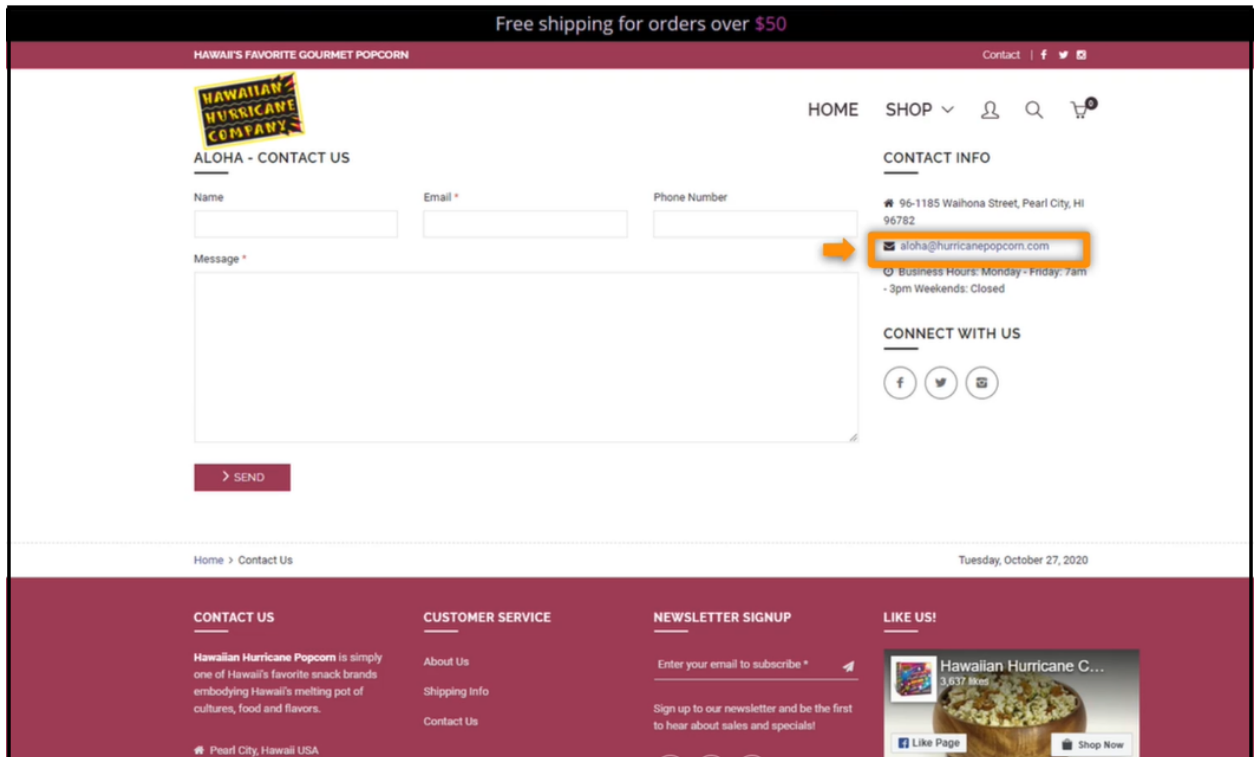 Free shipping for orders over $50
HAWAII'S FAVORITE GOURMET POPCORN
Contact |
HAWAIIAN
HURRICANE
COMPANY
HOME
SHOP
0
ALOHA - CONTACT US
Name
Email *
Phone Number
Message *
SEND
CONTACT INFO
96-1185 Waihona Street, Pearl City, HI
96782
aloha@hurricanepopcorn.com
Business Hours: Monday - Friday: 7am
- 3pm Weekends: Closed
CONNECT WITH US
Home > Contact Us
Tuesday, October 27, 2020
CONTACT US
Hawaiian Hurricane Popcorn is simply
one of Hawaii's favorite snack brands
embodying Hawaii's melting pot of
cultures, food and flavors.
Pearl City, Hawaii USA
CUSTOMER SERVICE
About Us
Shipping Info
Contact Us
NEWSLETTER SIGNUP
Enter your email to subscribe *
Sign up to our newsletter and be the first
to hear about sales and specials!
LIKE US!
Hawaiian Hurricane C...
3,637 likes
Like Page
Shop Now